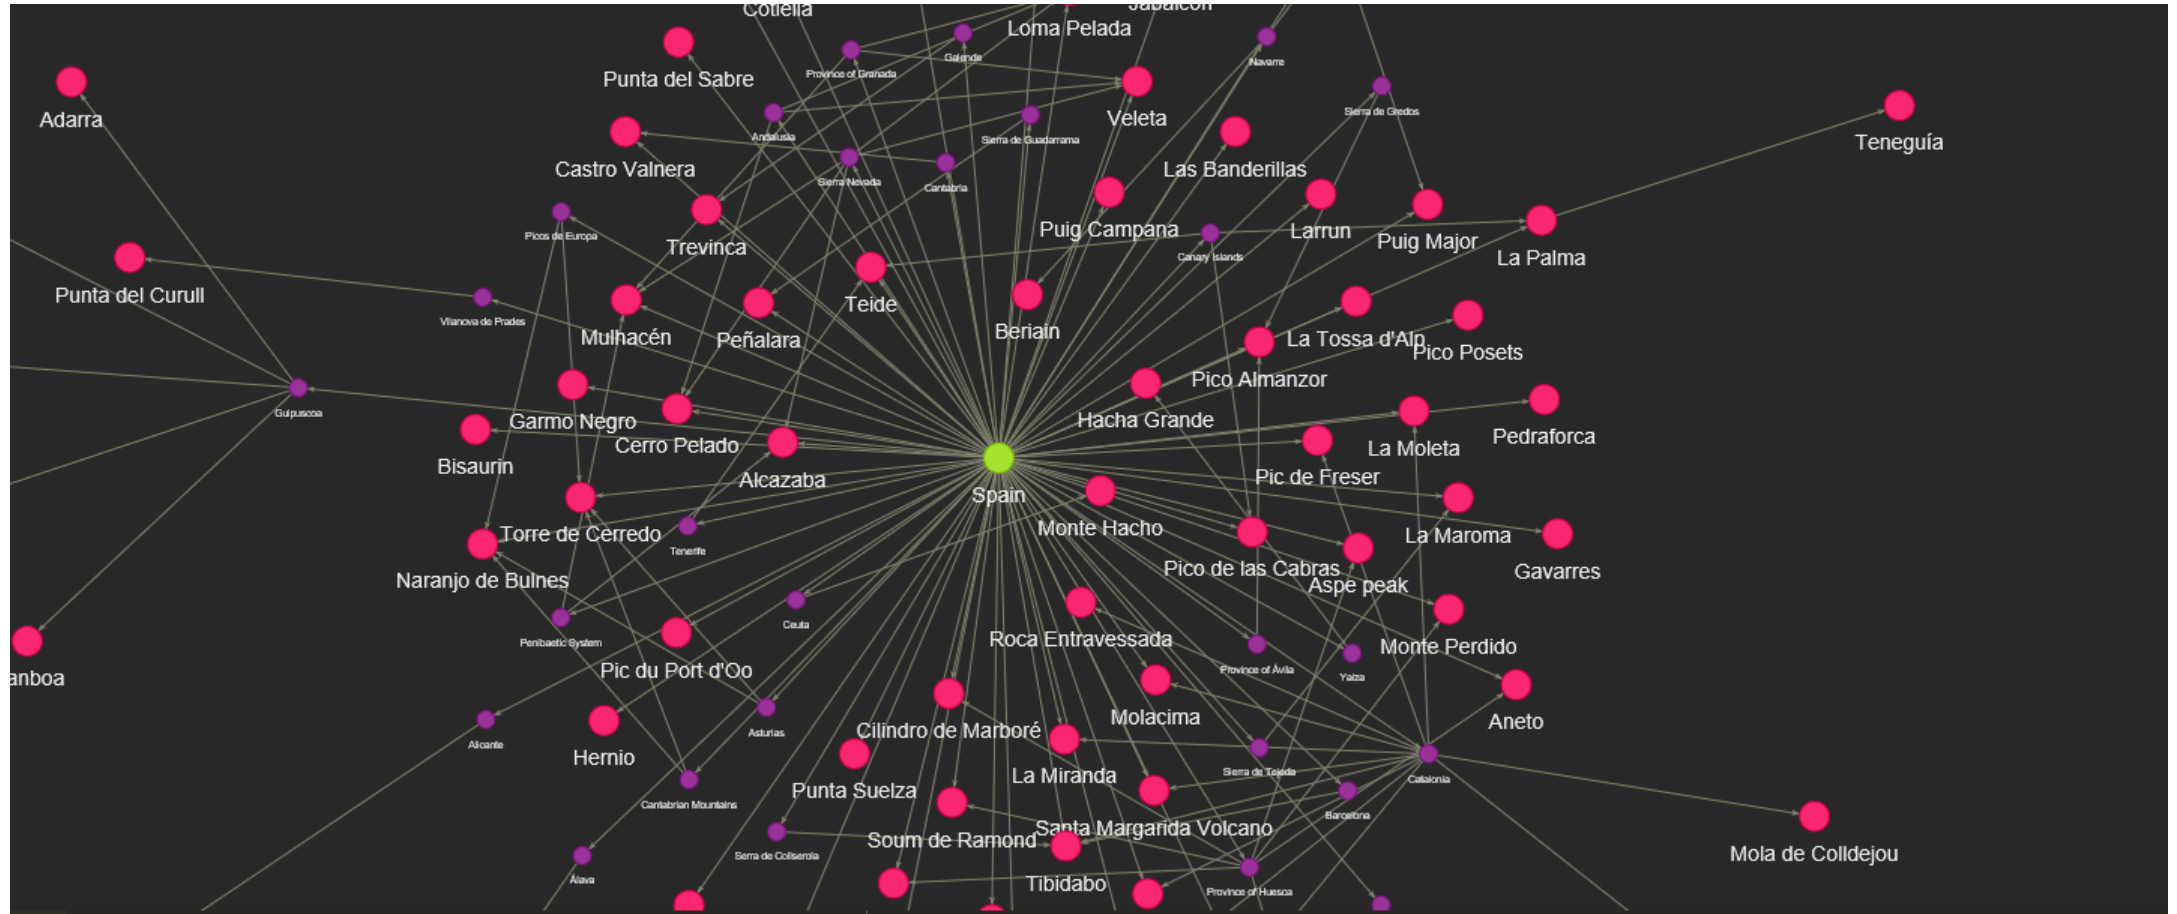 Cotiella
Jabalcón
Loma Pelada
Galende
Navarre
Province of Granada
Punta del Sabre
Sierra de Gredos
Adarra
Veleta
Andalusia
Sierra de Guadarrama
Teneguía
Castro Valnera
Las Banderillas
Sierra Nevada
Cantabria
Puig Campana
Larrun
Puig Major
Picos de Europa
Trevinca
Canary Islands
La Palma
Punta del Curull
Teide
Vilanova de Prades
Beriain
Mulhacén
Peñalara
La Tossa d'Alp
Pico Posets
Pico Almanzor
Guipuscoa
Garmo Negro
Hacha Grande
Pedraforca
Cerro Pelado
La Moleta
Bisaurin
Alcazaba
Pic de Freser
Spain
Torre de Cerredo
Monte Hacho
La Maroma
Tenerife
Pico de las Cabras
Gavarres
Naranjo de Bulnes
Aspe peak
Ceuta
Penibaetic System
Roca Entravessada
Monte Perdido
anboa
Pic du Port d'Oo
Province of Ávila
Yaiza
Molacima
Aneto
Cilindro de Marboré
Asturias
Alicante
Hernio
La Miranda
Sierra de Tejeda
Catalonia
Punta Suelza
Cantabrian Mountains
Barcelona
Santa Margarida Volcano
Soum de Ramond
Serra de Collserola
Mola de Colldejou
Álava
Tibidabo
Province of Huesca